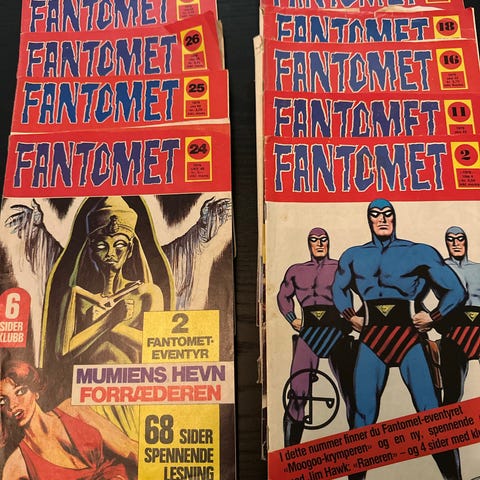 FANTOMET
26
FANTOMET
25
FANTOMET
24
FANTOMET
6
SIDER
KLUBB
2
FANTOMET-
EVENTYR
MUMIENS HEVN
FORRÆDEREN
68 SIDER
SPENNENDE
LESNING
18
FANTOMET
16
FANTOMET
11
FANTOMET
2
FANTOMET
I dette nummer finner du Fantomet-eventyret
«Moogoo-krymperen» og en ny, spennende
med Jim Hawk: «Raneren» – og 4 sider med